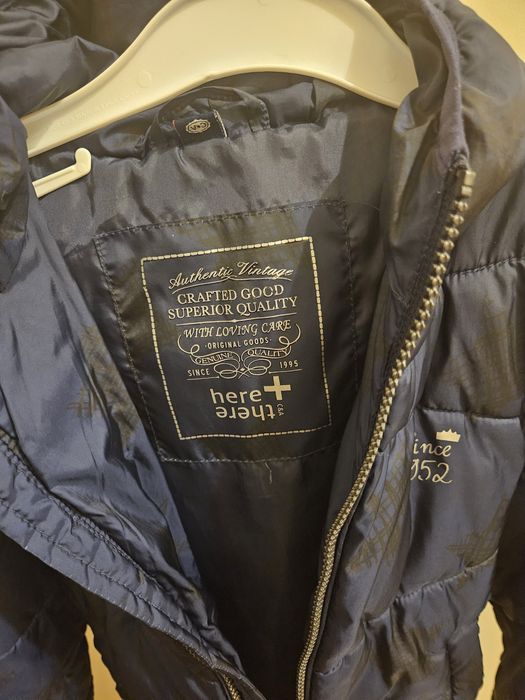 Authentic Vintage
CRAFTED GOOD
SUPERIOR QUALITY
WITH LOVING CARE
·ORIGINAL GOODS·
GENUINE QUALITY
SINCE 1995
here+
there
C&A
ince
952